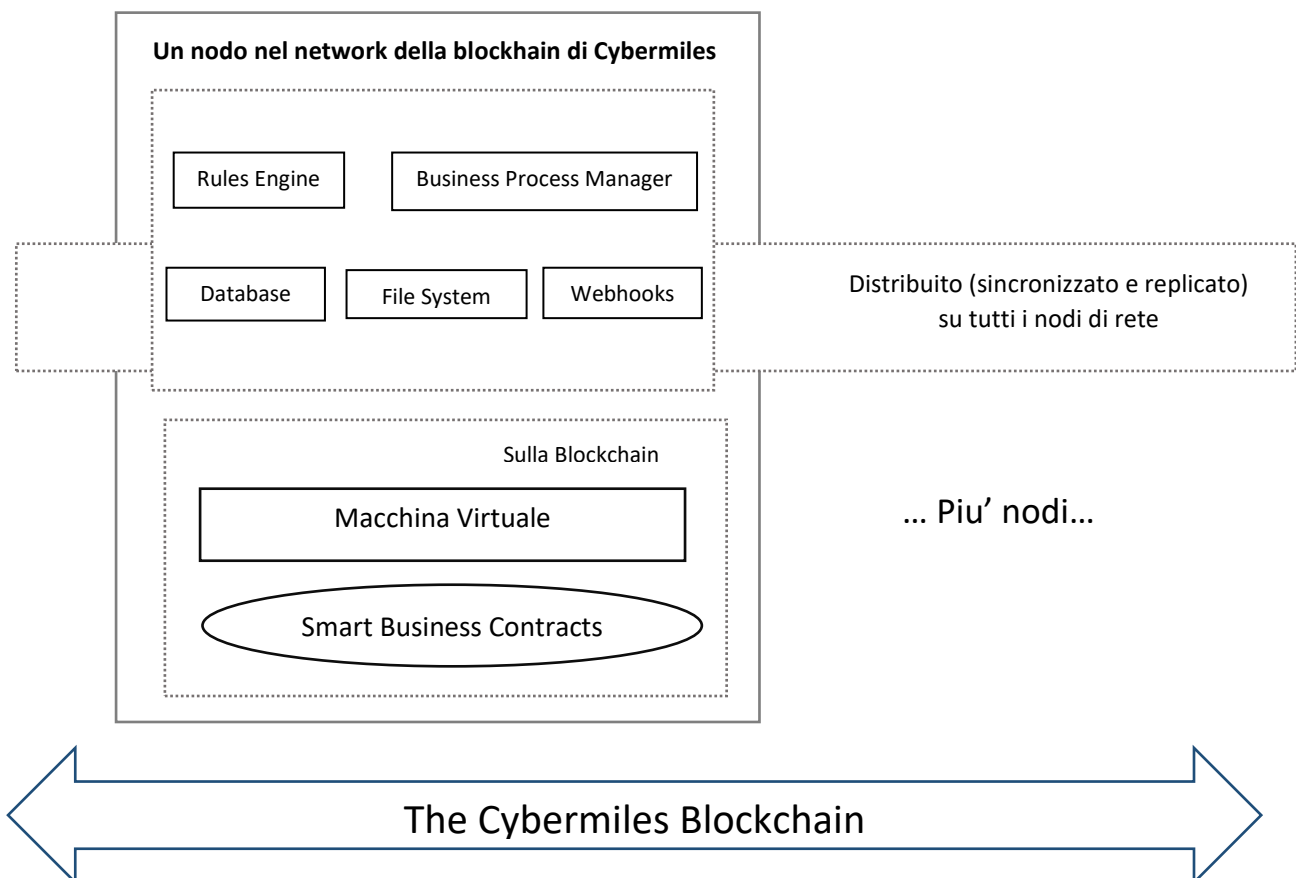 Un nodo nel network della blockhain di Cybermiles
Rules Engine
Business Process Manager
Database
File System
Webhooks
Distribuito (sincronizzato e replicato)
su tutti i nodi di rete
Sulla Blockchain
Macchina Virtuale
... Piu’ nodi...
Smart Business Contracts
The Cybermiles Blockchain